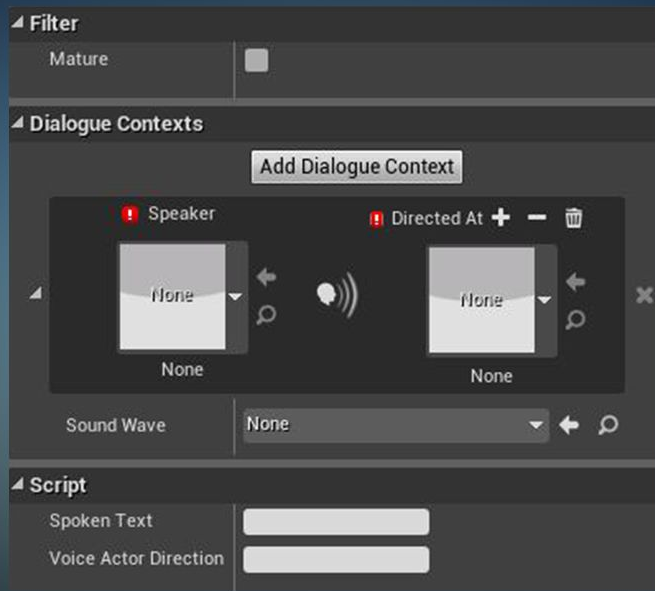 Filter
Mature
Dialogue Contexts
Add Dialogue Context
Speaker
Directed At
None
None
None
None
Sound Wave
None
Script
Spoken Text
Voice Actor Direction